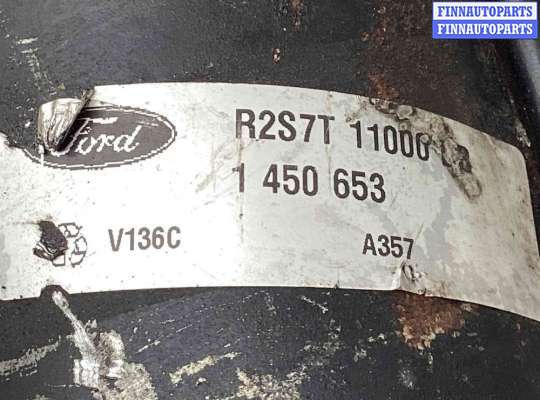 FINNAUTOPARTS
FINNAUTOPARTS
Ford
R2S7T 11000
1 450 653
V136C
A357